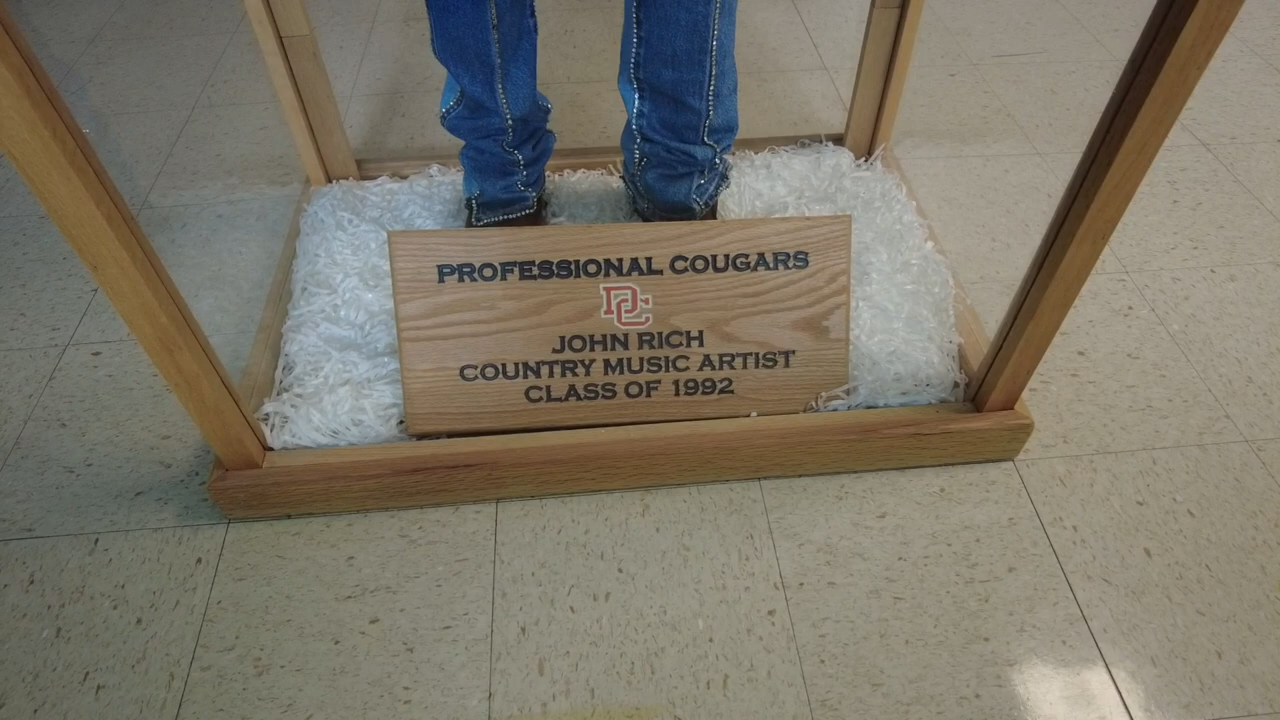 PROFESSIONAL COUGARS
DC
JOHN RICH
COUNTRY MUSIC ARTIST
CLASS OF 1992